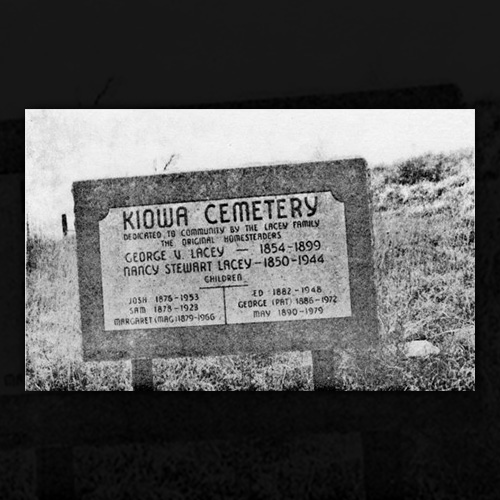 KIOWA CEMETERY
DEDICATED TO COMMUNITY BY THE LACEY FAMILY
THE ORIGINAL HOMESTEADERS
GEORGE V. LACEY — 1854-1899
NANCY STEWART LACEY-1850-1944
CHILDREN
JOSH 1876-1953
SAM 1878-1923
MARGARET (MAG) 1879-1966
ED 1882-1948
GEORGE (PAT) 1886-1972
MAY 1890-1979